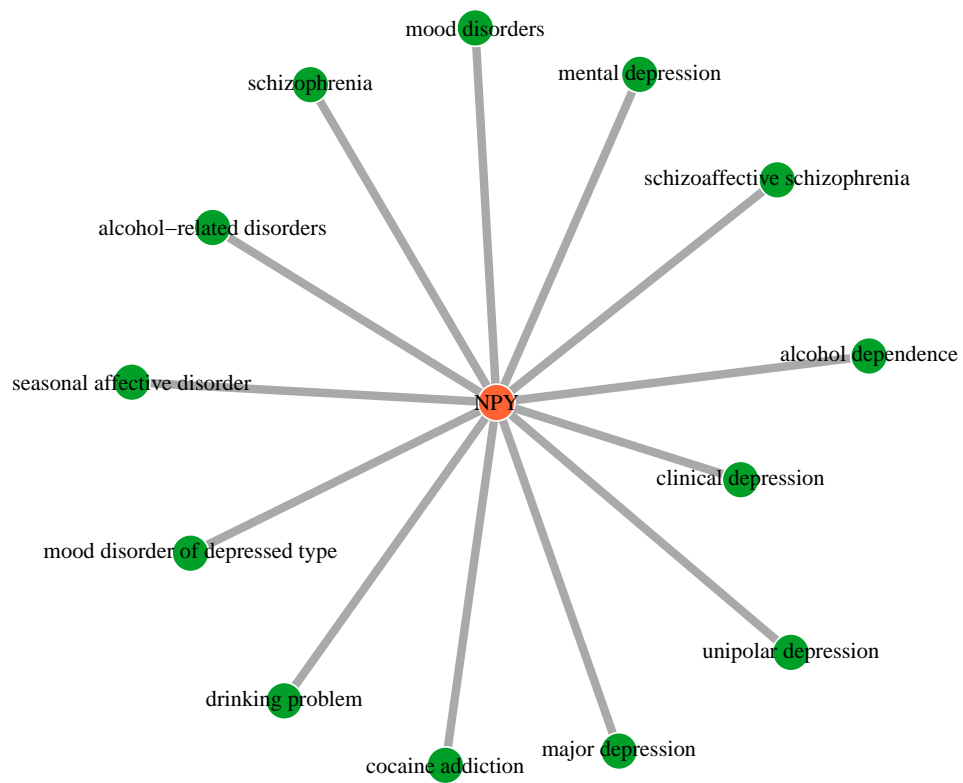 mood disorders
mental depression
schizophrenia
schizoaffective schizophrenia
alcohol−related disorders
alcohol dependence
seasonal affective disorder
NPY
clinical depression
mood disorder of depressed type
unipolar depression
drinking problem
major depression
cocaine addiction